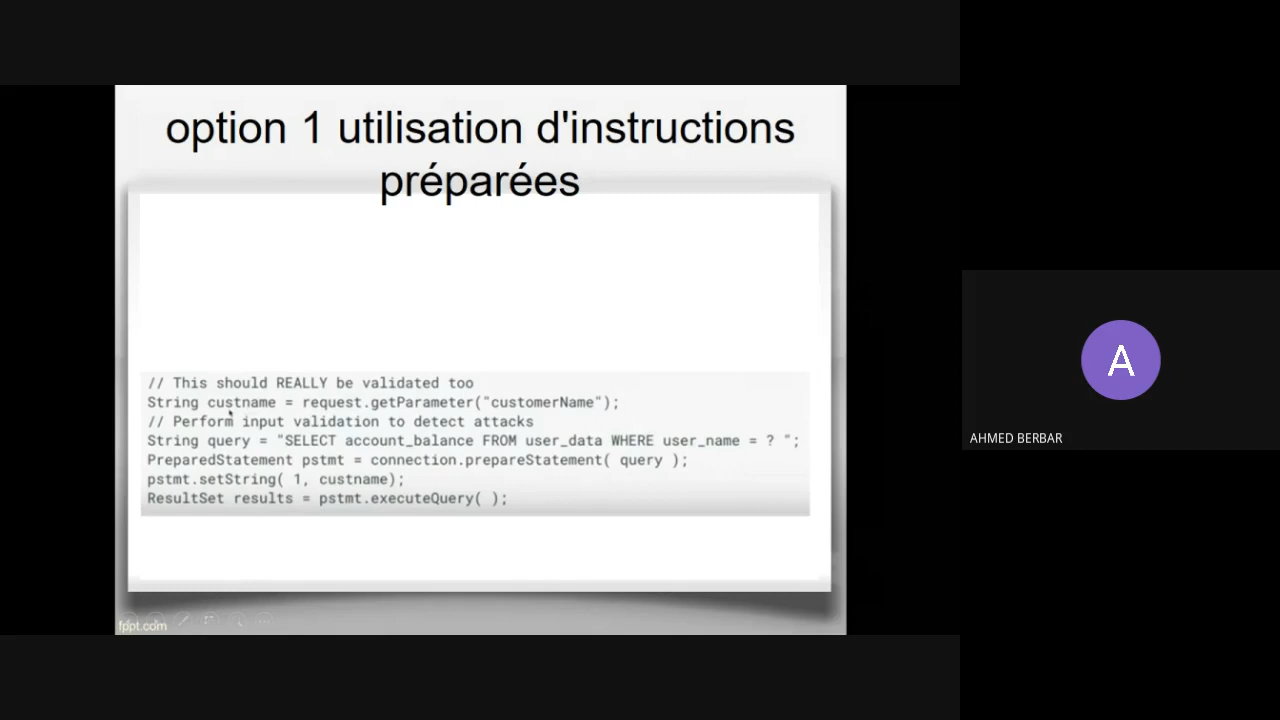 option 1 utilisation d'instructions
préparées
// This should REALLY be validated too
String custname = request.getParameter("customerName");
// Perform input validation to detect attacks
String query = "SELECT account_balance FROM user_data WHERE user_name = ? ";
PreparedStatement pstmt = connection.prepareStatement( query );
pstmt.setString( 1, custname);
ResultSet results = pstmt.executeQuery( );
fppt.com
A
AHMED BERBAR